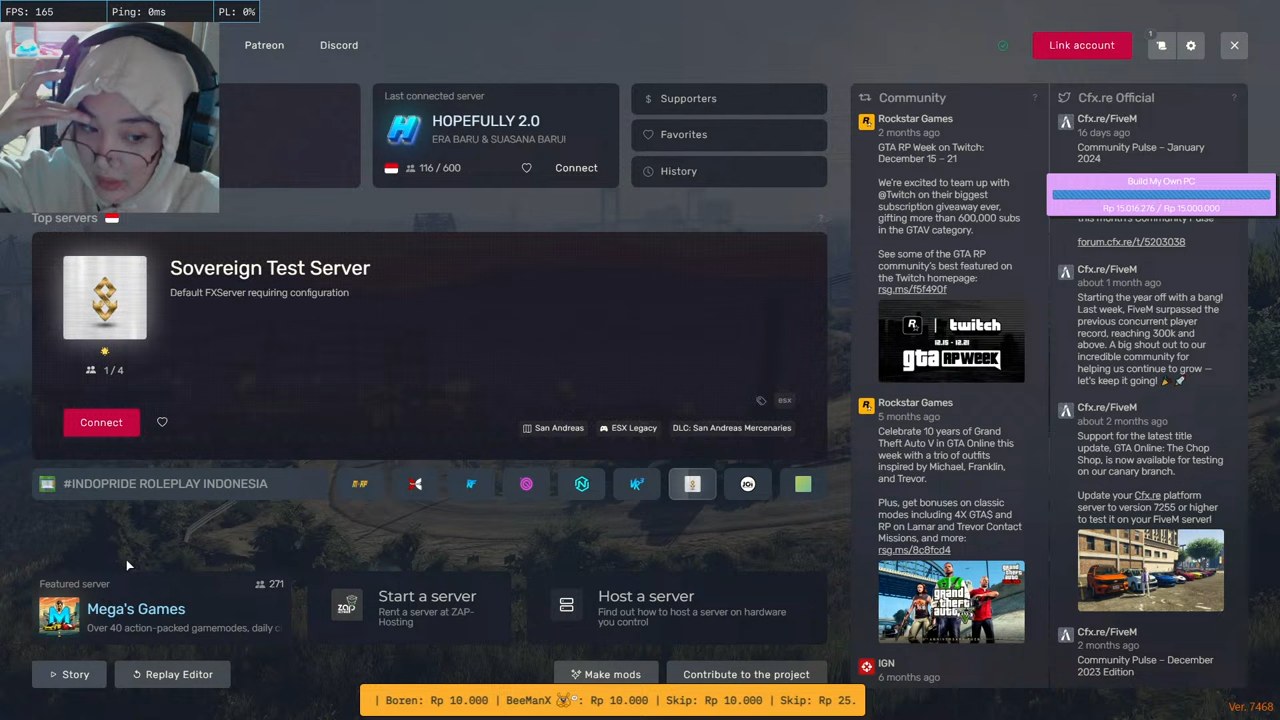 FPS: 165
Ping: 0ms
PL: 0%
Patreon
Discord
1
Link account
Last connected server
HOPEFULLY 2.0
ERA BARU & SUASANA BARU!
116 / 600
Connect
$ Supporters
Favorites
History
Top servers
Sovereign Test Server
Default FXServer requiring configuration
1 / 4
Connect
esx
San Andreas
ESX Legacy
DLC: San Andreas Mercenaries
#INDOPRIDE ROLEPLAY INDONESIA
Featured server
271
Mega's Games
Over 40 action-packed gamemodes, daily c
ZAP
Start a server
Rent a server at ZAP-
Hosting
Host a server
Find out how to host a server on hardware
you control
Story
Replay Editor
Make mods
Contribute to the project
Community
?
Rockstar Games
2 months ago
GTA RP Week on Twitch:
December 15 – 21
We're excited to team up with
@Twitch on their biggest
subscription giveaway ever,
gifting more than 600,000 subs
in the GTAV category.
See some of the GTA RP
community's best featured on
the Twitch homepage:
rsg.ms/f5f490f
R twitch
12.15 - 12.21
gta RP WEEK
Rockstar Games
5 months ago
Celebrate 10 years of Grand
Theft Auto V in GTA Online this
week with a trio of outfits
inspired by Michael, Franklin,
and Trevor.
Plus, get bonuses on classic
modes including 4X GTA$ and
RP on Lamar and Trevor Contact
Missions, and more:
rsg.ms/8c8fcd4
grand
theft
auto
IGN
6 months ago
Cfx.re Official
?
Cfx.re/FiveM
16 days ago
Community Pulse – January
2024
Build My Own PC
Rp 15.016.276 / Rp 15.000.000
this month's Community Pulse
forum.cfx.re/t/5203038
Cfx.re/FiveM
about 1 month ago
Starting the year off with a bang!
Last week, FiveM surpassed the
previous concurrent player
record, reaching 300k and
above. A big shout out to our
incredible community for
helping us continue to grow —
let's keep it going! 🎉 🚀
Cfx.re/FiveM
about 2 months ago
Support for the latest title
update, GTA Online: The Chop
Shop, is now available for testing
on our canary branch.
Update your Cfx.re platform
server to version 7255 or higher
to test it on your FiveM server!
Cfx.re/FiveM
2 months ago
Community Pulse – December
2023 Edition
| Boren: Rp 10.000 | BeeManX 🐻: Rp 10.000 | Skip: Rp 10.000 | Skip: Rp 25.
Ver. 7468